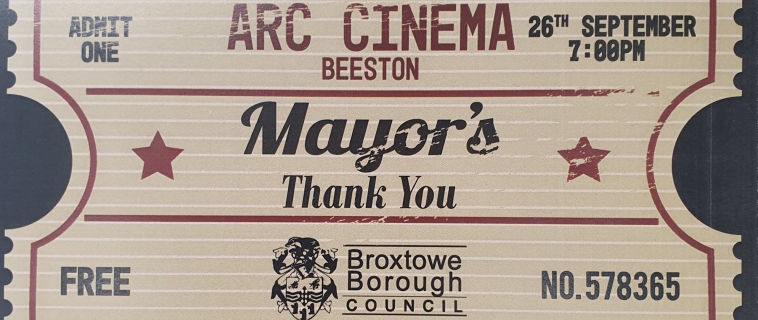 ADMIT
ONE
ARC CINEMA
BEESTON
26TH SEPTEMBER
7:00PM
Mayor's
Thank You
FREE
Broxtowe
Borough
COUNCIL
NO.578365